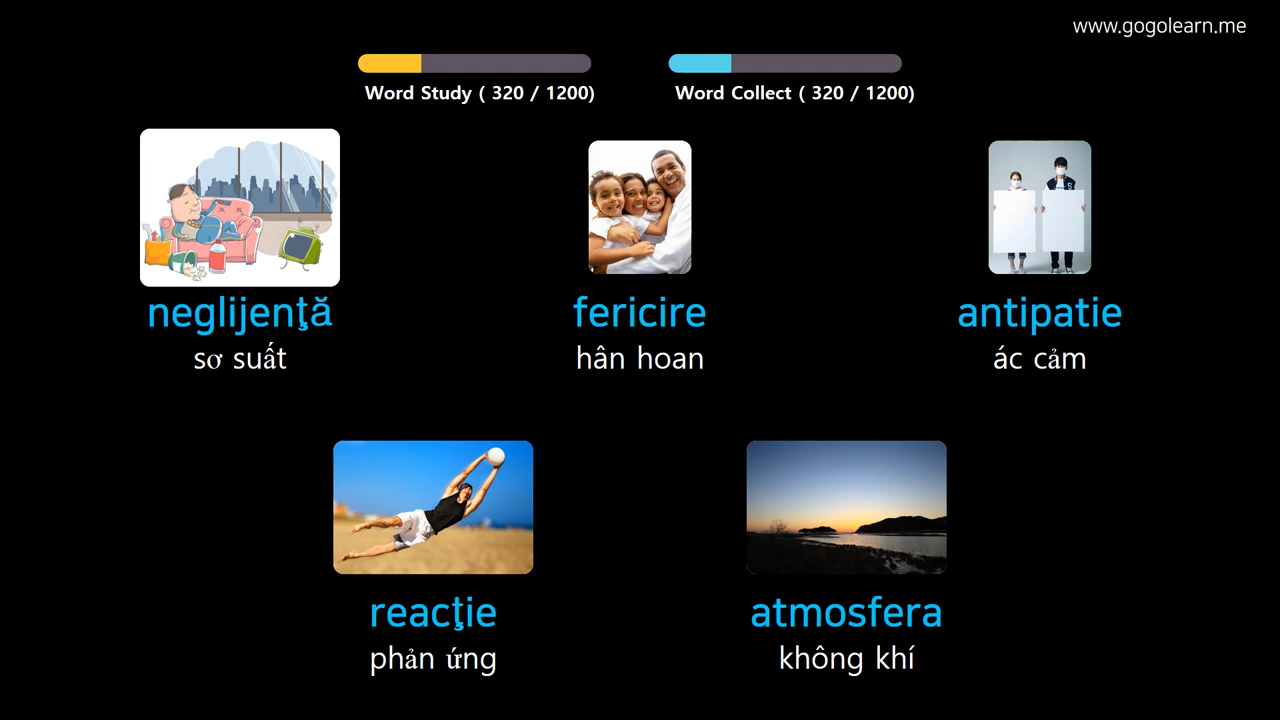 www.gogolearn.me
Word Study ( 320 / 1200)
Word Collect ( 320 / 1200)
neglijenţă
fericire
antipatie
sơ suất
hân hoan
ác cảm
reacţie
atmosfera
phản ứng
không khí